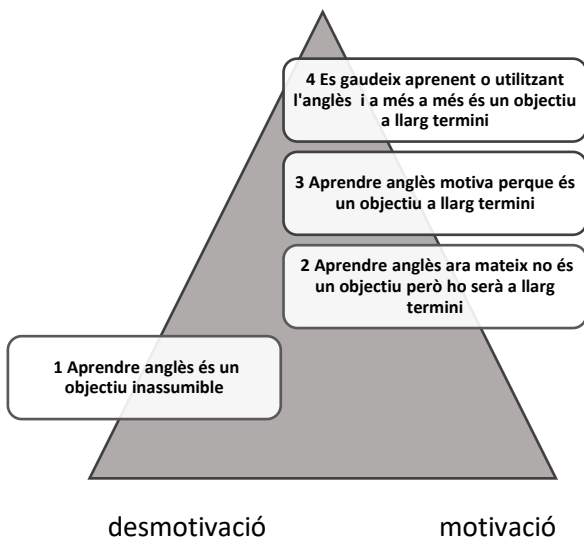 4 Es gaudeix aprenent o utilitzant
l'anglès i a més a més és un objectiu
a llarg termini
3 Aprendre anglès motiva perque és
un objectiu a llarg termini
2 Aprendre anglès ara mateix no és
un objectiu però ho serà a llarg
termini
1 Aprendre anglès és un
objectiu inassumible
desmotivació
motivació